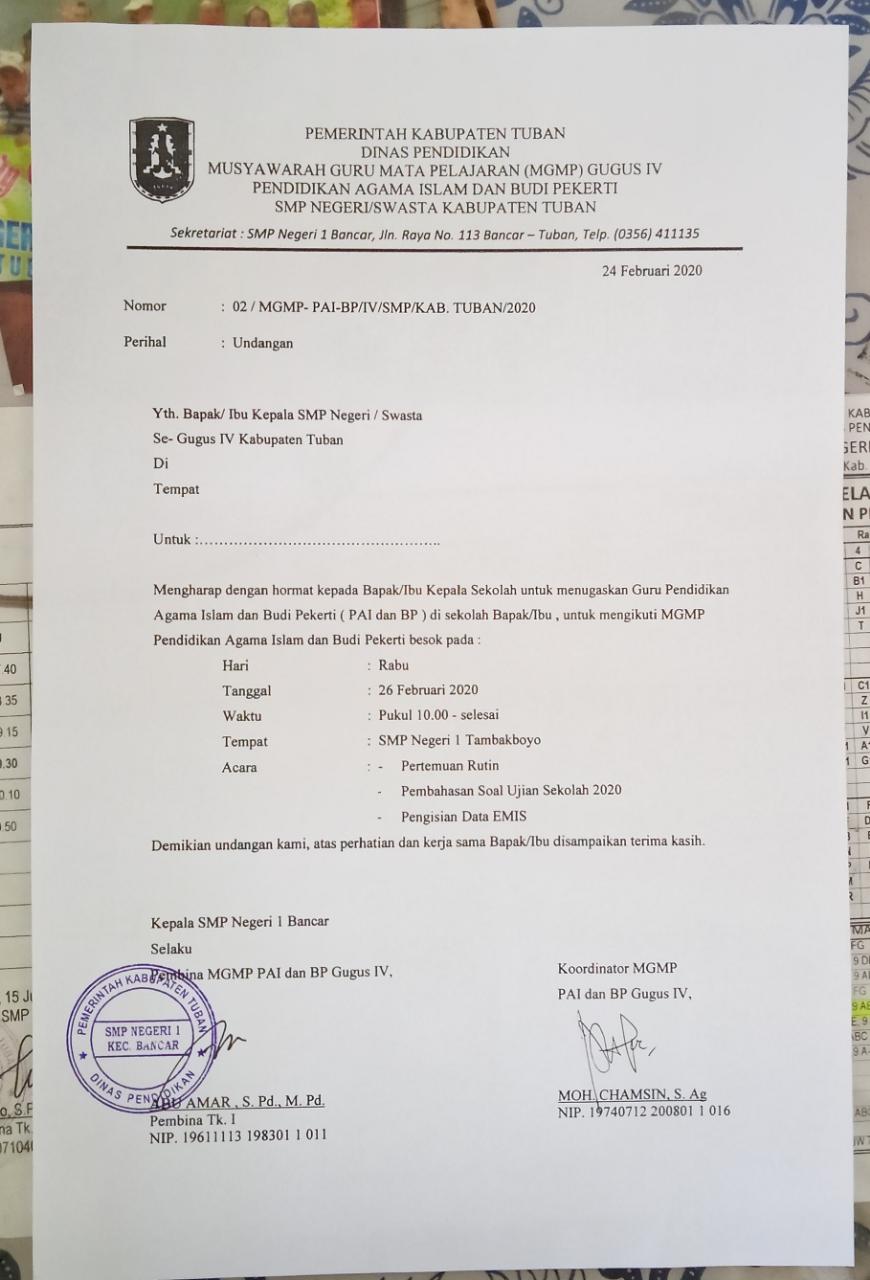 PEMERINTAH KABUPATEN TUBAN
DINAS PENDIDIKAN
MUSYAWARAH GURU MATA PELAJARAN (MGMP) GUGUS IV
PENDIDIKAN AGAMA ISLAM DAN BUDI PEKERTI
SMP NEGERI/SWASTA KABUPATEN TUBAN
Sekretariat : SMP Negeri 1 Bancar, Jln. Raya No. 113 Bancar – Tuban, Telp. (0356) 411135
24 Februari 2020
Nomor : 02 / MGMP- PAI-BP/IV/SMP/KAB. TUBAN/2020
Perihal : Undangan
Yth. Bapak/ Ibu Kepala SMP Negeri / Swasta
Se- Gugus IV Kabupaten Tuban
Di
Tempat
Untuk :…………………………………………..
Mengharap dengan hormat kepada Bapak/Ibu Kepala Sekolah untuk menugaskan Guru Pendidikan
Agama Islam dan Budi Pekerti ( PAI dan BP ) di sekolah Bapak/Ibu , untuk mengikuti MGMP
Pendidikan Agama Islam dan Budi Pekerti besok pada :
Hari : Rabu
Tanggal : 26 Februari 2020
Waktu : Pukul 10.00 - selesai
Tempat : SMP Negeri 1 Tambakboyo
Acara : - Pertemuan Rutin
- Pembahasan Soal Ujian Sekolah 2020
- Pengisian Data EMIS
Demikian undangan kami, atas perhatian dan kerja sama Bapak/Ibu disampaikan terima kasih.
Kepala SMP Negeri 1 Bancar
Selaku
Pembina MGMP PAI dan BP Gugus IV,
PEMERINTAH KABUPATEN TUBAN
SMP NEGERI 1
KEC. BANCAR
DINAS PENDIDIKAN
ABU AMAR , S. Pd., M. Pd.
Pembina Tk. I
NIP. 19611113 198301 1 011
Koordinator MGMP
PAI dan BP Gugus IV,
MOH. CHAMSIN, S. Ag
NIP. 19740712 200801 1 016